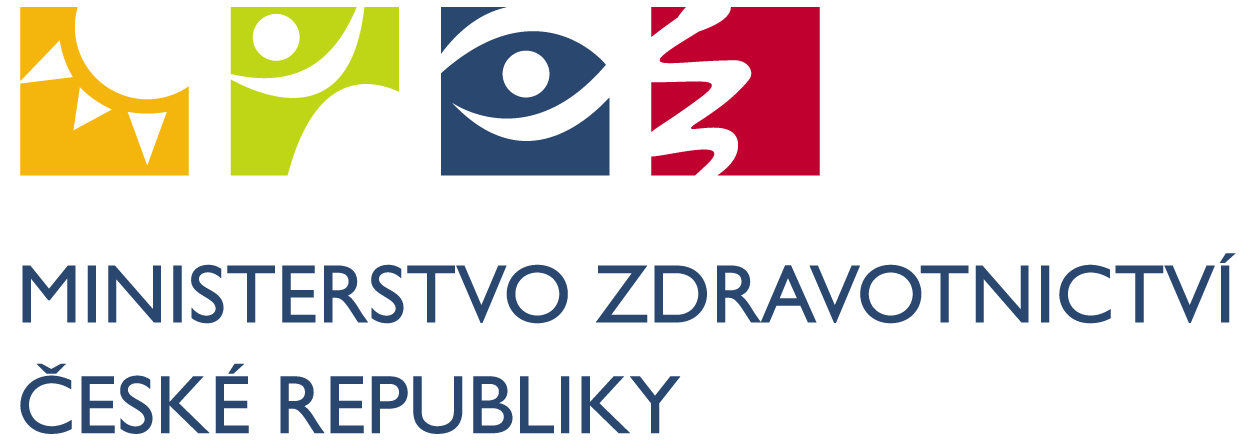 MINISTERSTVO ZDRAVOTNICTVÍ
ČESKÉ REPUBLIKY